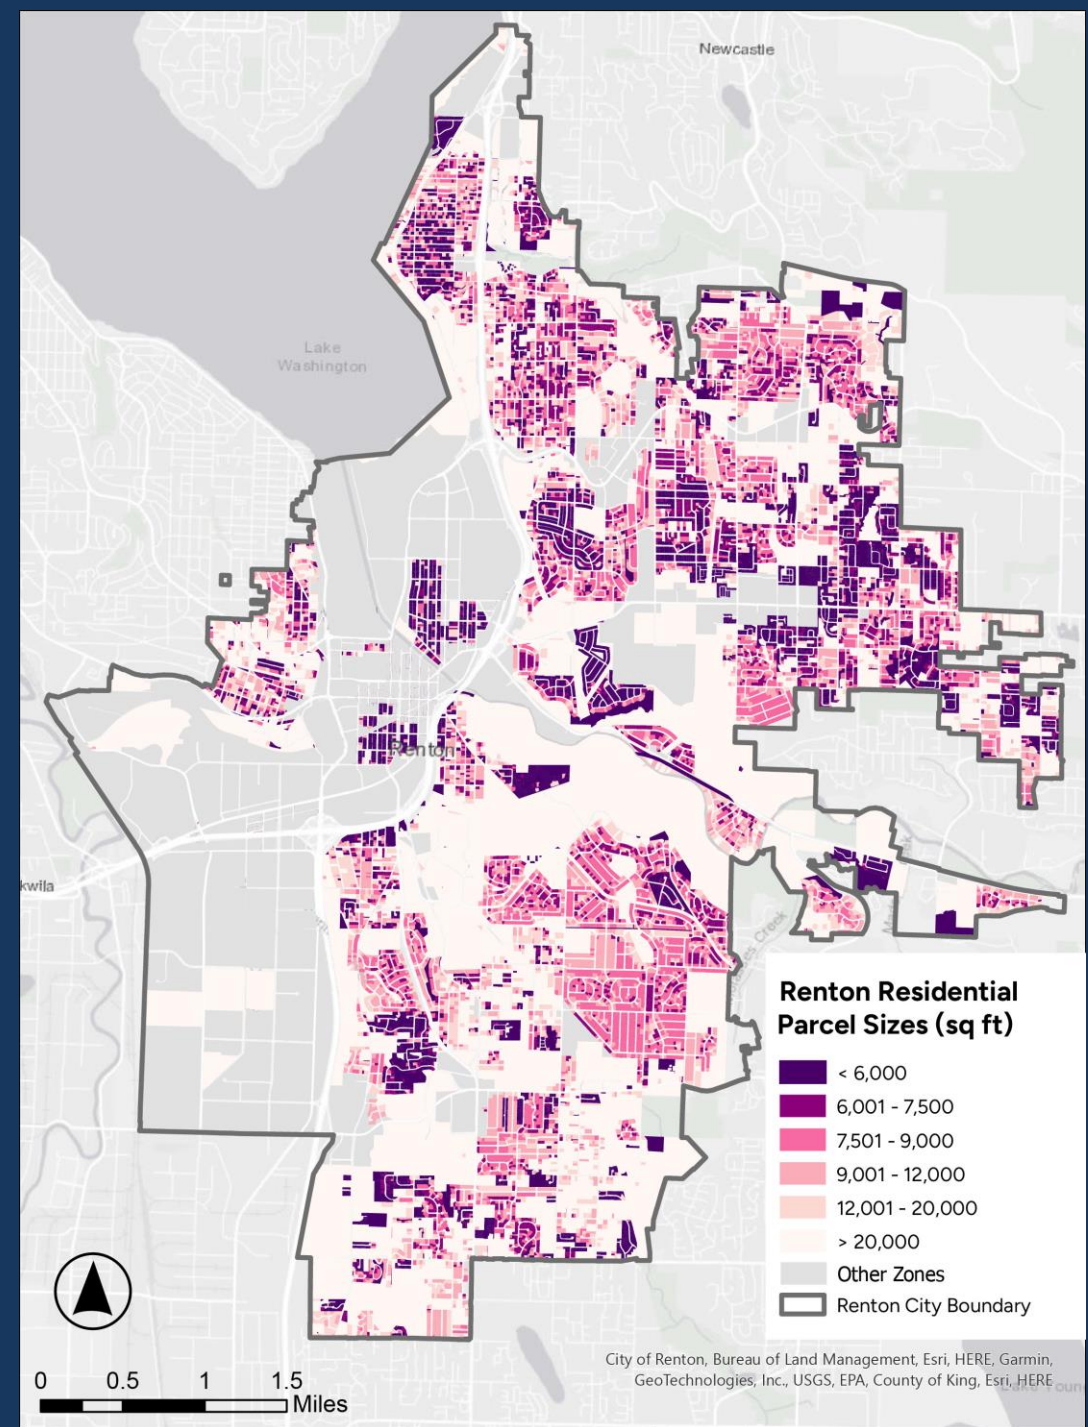 Newcastle
Lake
Washington
Renton
kwila
Renton Residential
Parcel Sizes (sq ft)
< 6,000
6,001 - 7,500
7,501 - 9,000
9,001 - 12,000
12,001 - 20,000
> 20,000
Other Zones
Renton City Boundary
0 0.5 1 1.5
Miles
City of Renton, Bureau of Land Management, Esri, HERE, Garmin,
GeoTechnologies, Inc., USGS, EPA, County of King, Esri, HERE